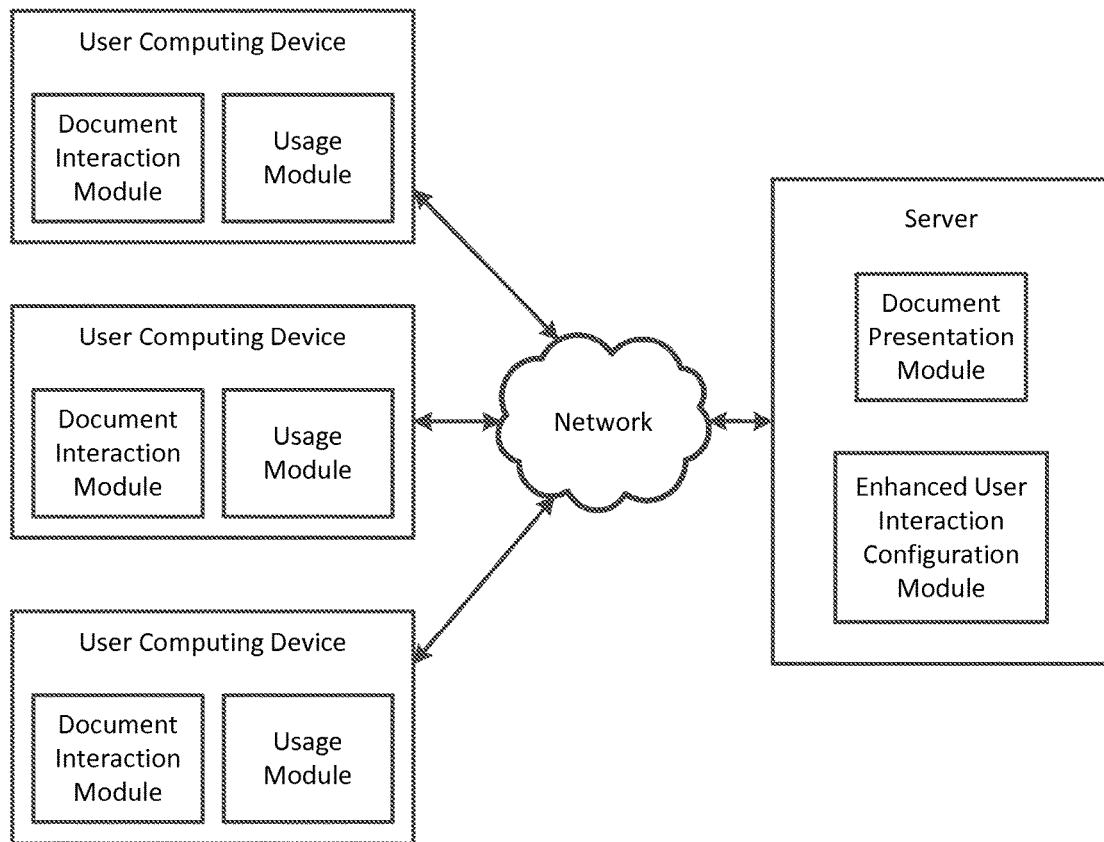 User Computing Device
Document
Interaction
Module
Usage
Module
User Computing Device
Document
Interaction
Module
Usage
Module
User Computing Device
Document
Interaction
Module
Usage
Module
Network
Server
Document
Presentation
Module
Enhanced User
Interaction
Configuration
Module